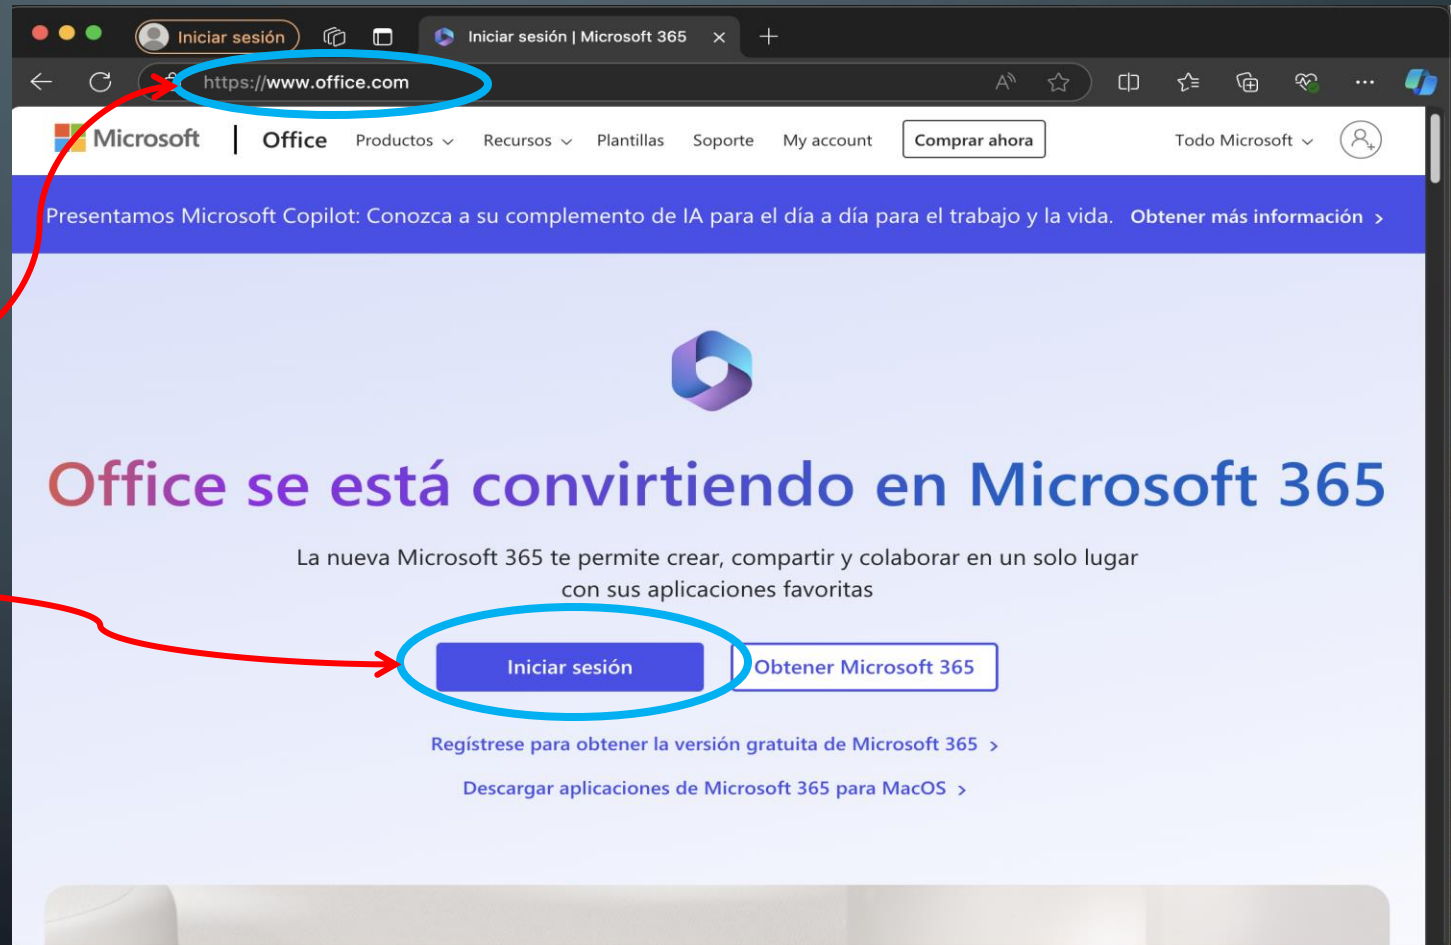 Iniciar sesión
Iniciar sesión | Microsoft 365
https://www.office.com
Microsoft | Office Productos Recursos Plantillas Soporte My account Comprar ahora Todo Microsoft
Presentamos Microsoft Copilot: Conozca a su complemento de IA para el día a día para el trabajo y la vida. Obtener más información >
Office se está convirtiendo en Microsoft 365
La nueva Microsoft 365 te permite crear, compartir y colaborar en un solo lugar
con sus aplicaciones favoritas
Iniciar sesión
Obtener Microsoft 365
Regístrese para obtener la versión gratuita de Microsoft 365 >
Descargar aplicaciones de Microsoft 365 para MacOS >